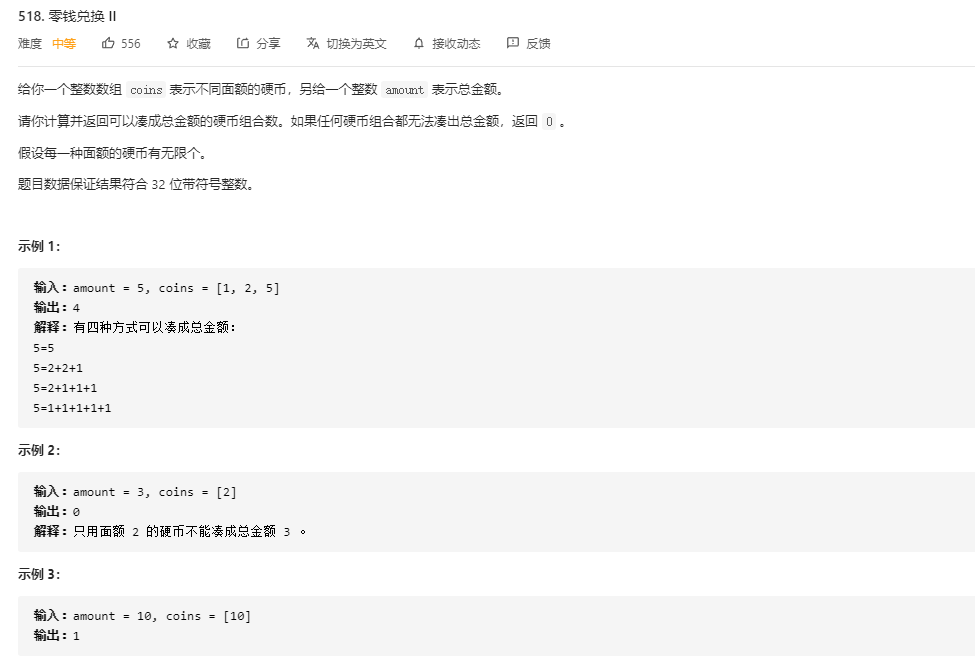 518. 零钱兑换 II
难度 中等 556 收藏 分享 切换为英文 接收动态 反馈
给你一个整数数组 coins 表示不同面额的硬币，另给一个整数 amount 表示总金额。
请你计算并返回可以凑成总金额的硬币组合数。如果任何硬币组合都无法凑出总金额，返回 0 。
假设每一种面额的硬币有无限个。
题目数据保证结果符合 32 位带符号整数。
示例 1：
输入：amount = 5, coins = [1, 2, 5]
输出：4
解释：有四种方式可以凑成总金额：
5=5
5=2+2+1
5=2+1+1+1
5=1+1+1+1+1
示例 2：
输入：amount = 3, coins = [2]
输出：0
解释：只用面额 2 的硬币不能凑成总金额 3 。
示例 3：
输入：amount = 10, coins = [10]
输出：1